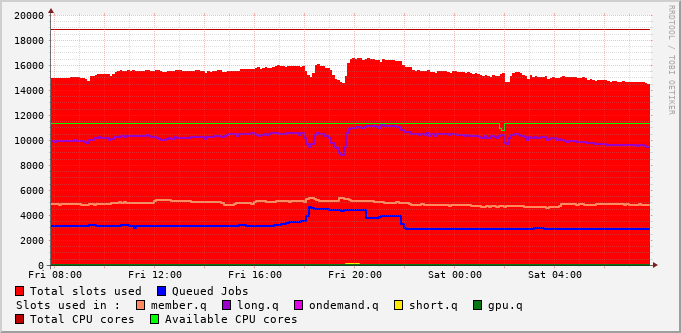 RRDTOOL / TOBI OETIKER
20000
18000
16000
14000
12000
10000
8000
6000
4000
2000
0
Fri 08:00 Fri 12:00 Fri 16:00 Fri 20:00 Sat 00:00 Sat 04:00
Total slots used Queued Jobs
Slots used in : member.q long.q ondemand.q short.q gpu.q
Total CPU cores Available CPU cores